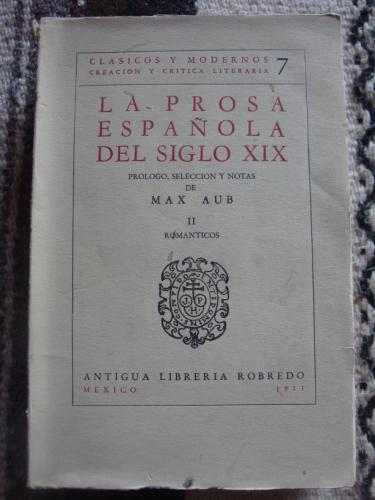 CLASICOS Y MODERNOS
CREACION Y CRITICA LITERARIA 7
LA PROSA
ESPAÑOLA
DEL SIGLO XIX
PROLOGO, SELECCION Y NOTAS
DE
MAX AUB
II
ROMANTICOS
J P
H
ANTIGUA LIBRERIA ROBREDO
MEXICO